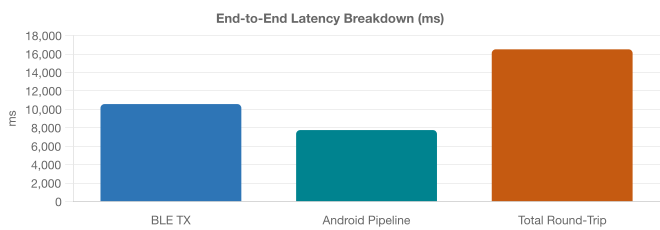 End-to-End Latency Breakdown (ms)
18,000
16,000
14,000
12,000
10,000
8,000
6,000
4,000
2,000
0
ms
BLE TX
Android Pipeline
Total Round-Trip